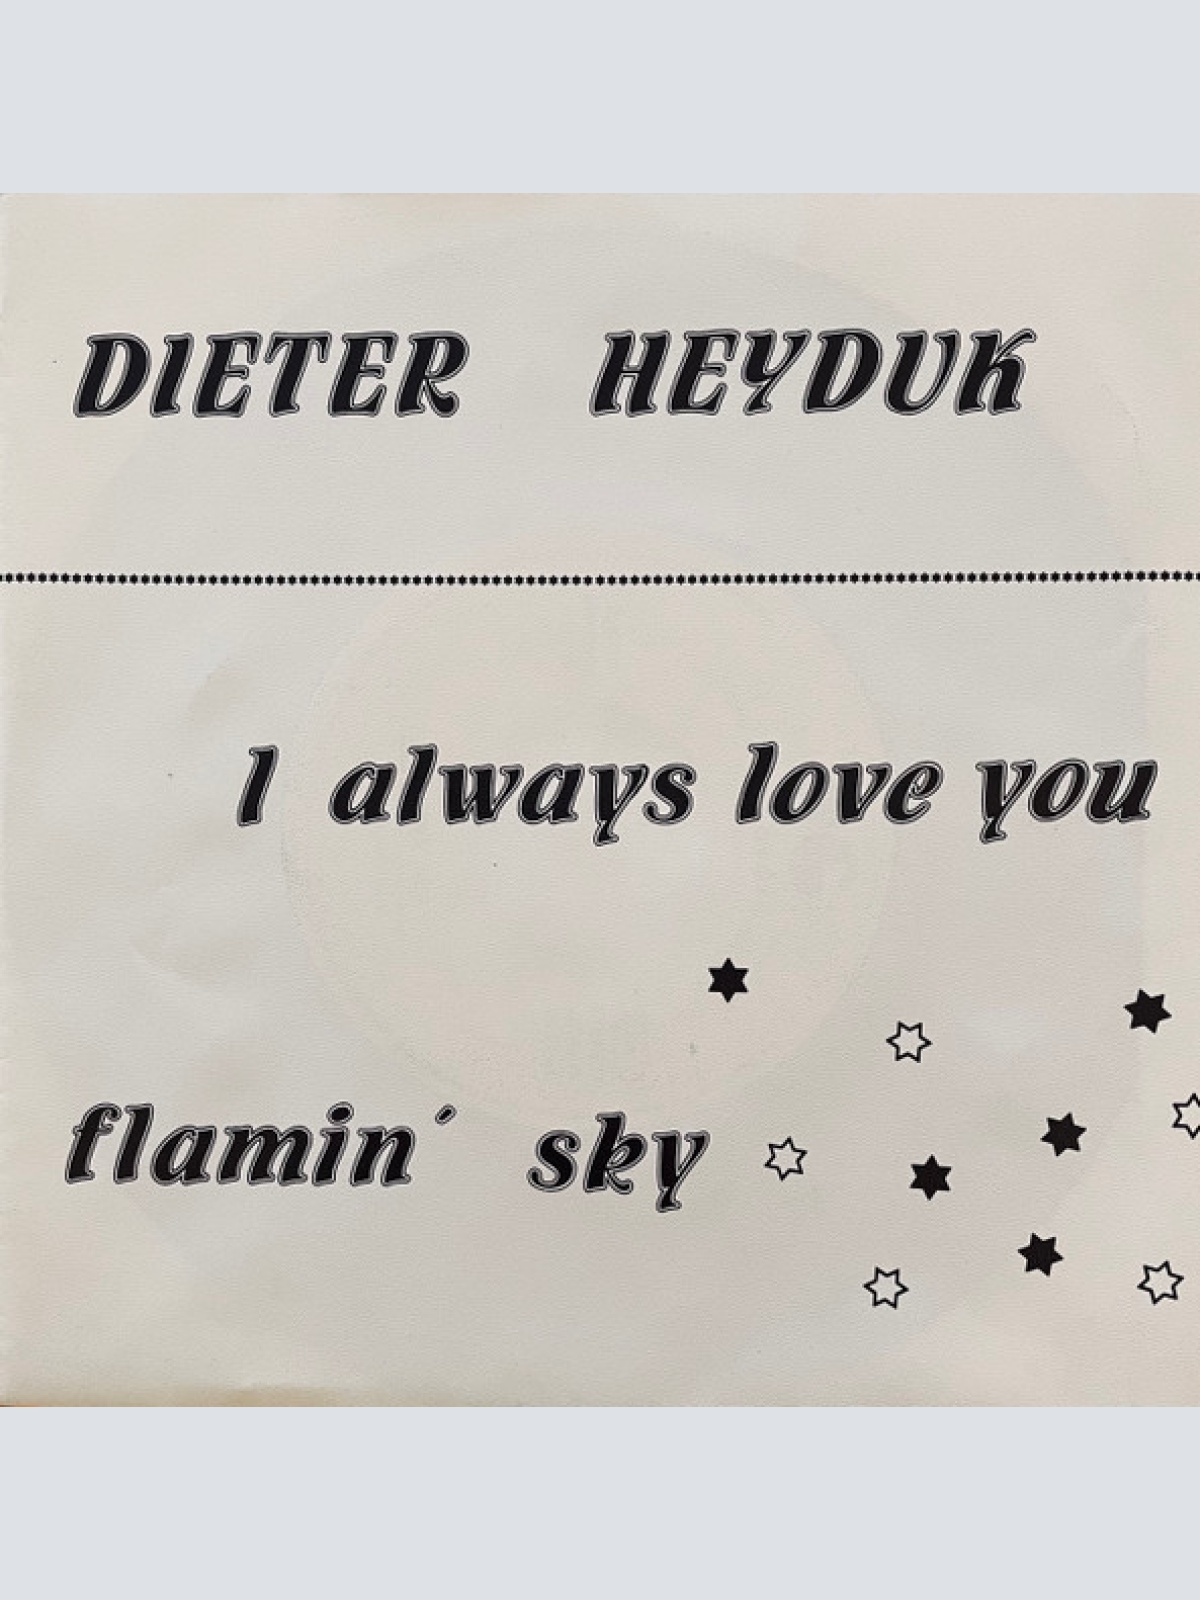 DIETER HEYDUK
I always love you
flamin´ sky